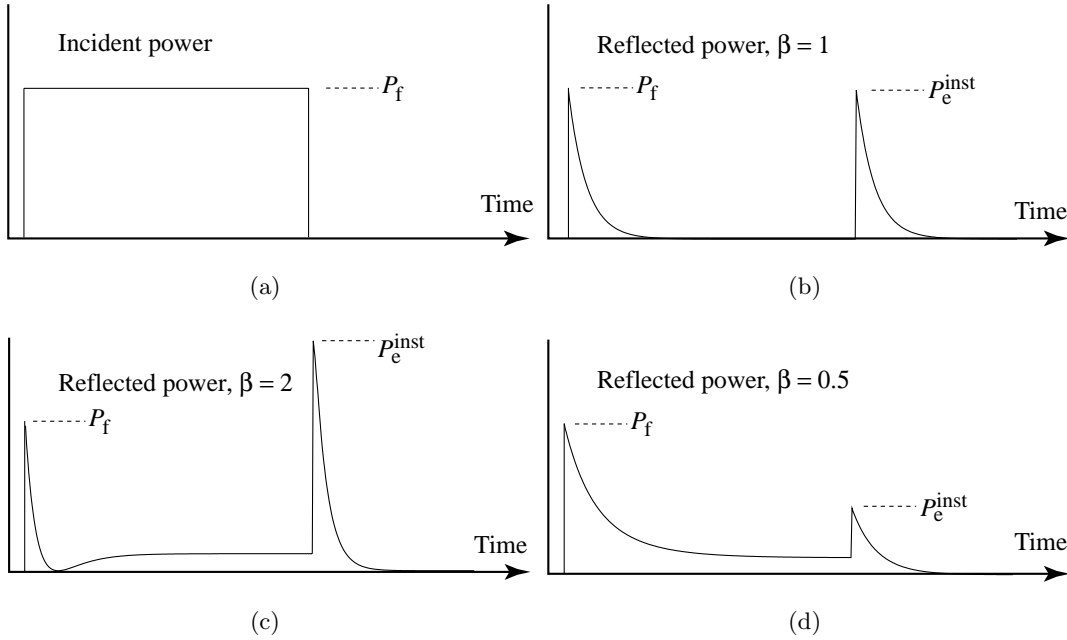 Incident power
P_f
Time
(a)
Reflected power, β = 1
P_f
P_e^inst
Time
(b)
Reflected power, β = 2
P_f
P_e^inst
Time
(c)
Reflected power, β = 0.5
P_f
P_e^inst
Time
(d)